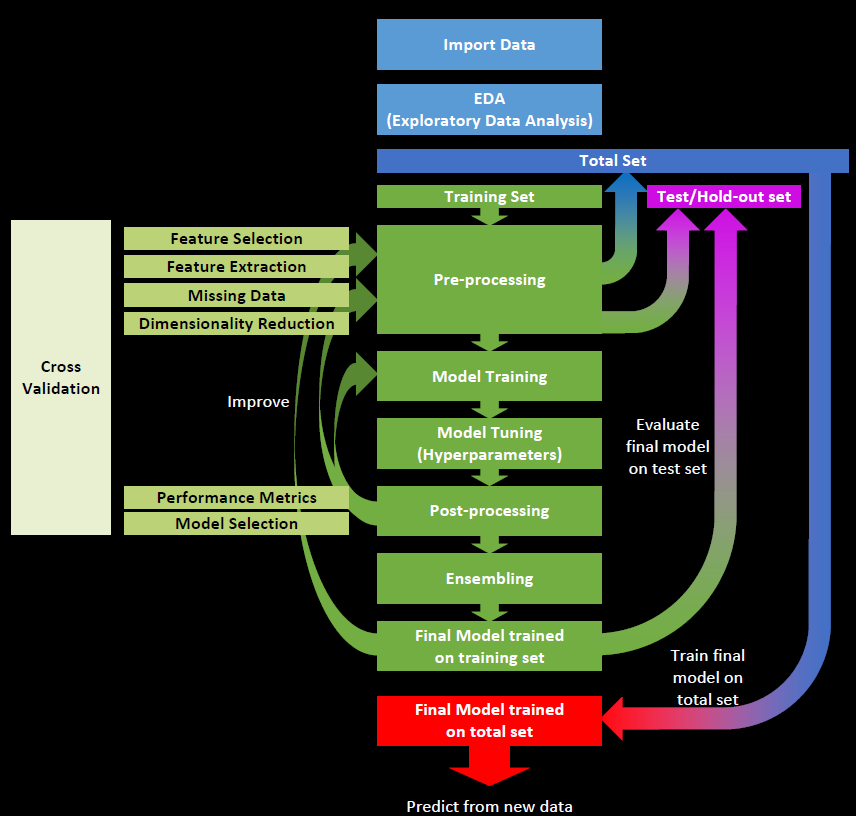 Import Data
EDA
(Exploratory Data Analysis)
Total Set
Training Set
Test/Hold-out set
Feature Selection
Feature Extraction
Missing Data
Dimensionality Reduction
Pre-processing
Cross
Validation
Model Training
Improve
Model Tuning
(Hyperparameters)
Evaluate
final model
on test set
Performance Metrics
Model Selection
Post-processing
Ensembling
Final Model trained
on training set
Train final
model on
total set
Final Model trained
on total set
Predict from new data